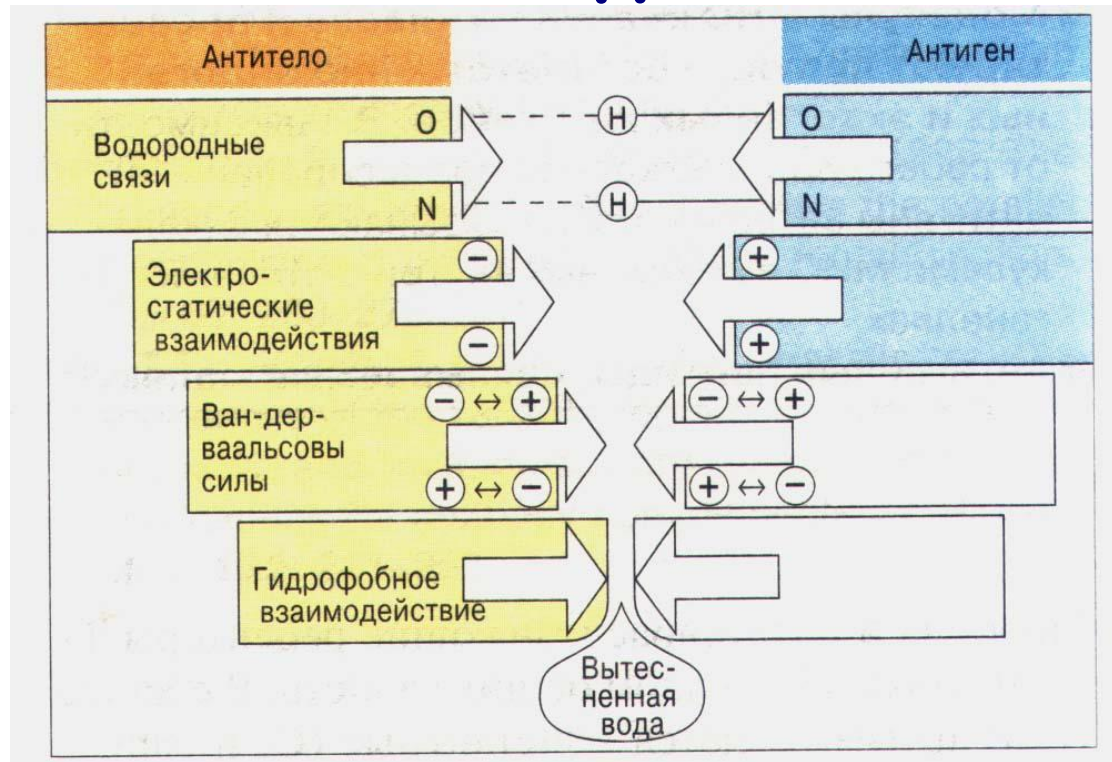 Антитело
Антиген
Водородные
связи
O
H
O
N
H
N
Электро-
статические
взаимодействия
−
+
−
+
Ван-дер-
ваальсовы
силы
− ↔ +
− ↔ +
+ ↔ −
+ ↔ −
Гидрофобное
взаимодействие
Вытес-
ненная
вода